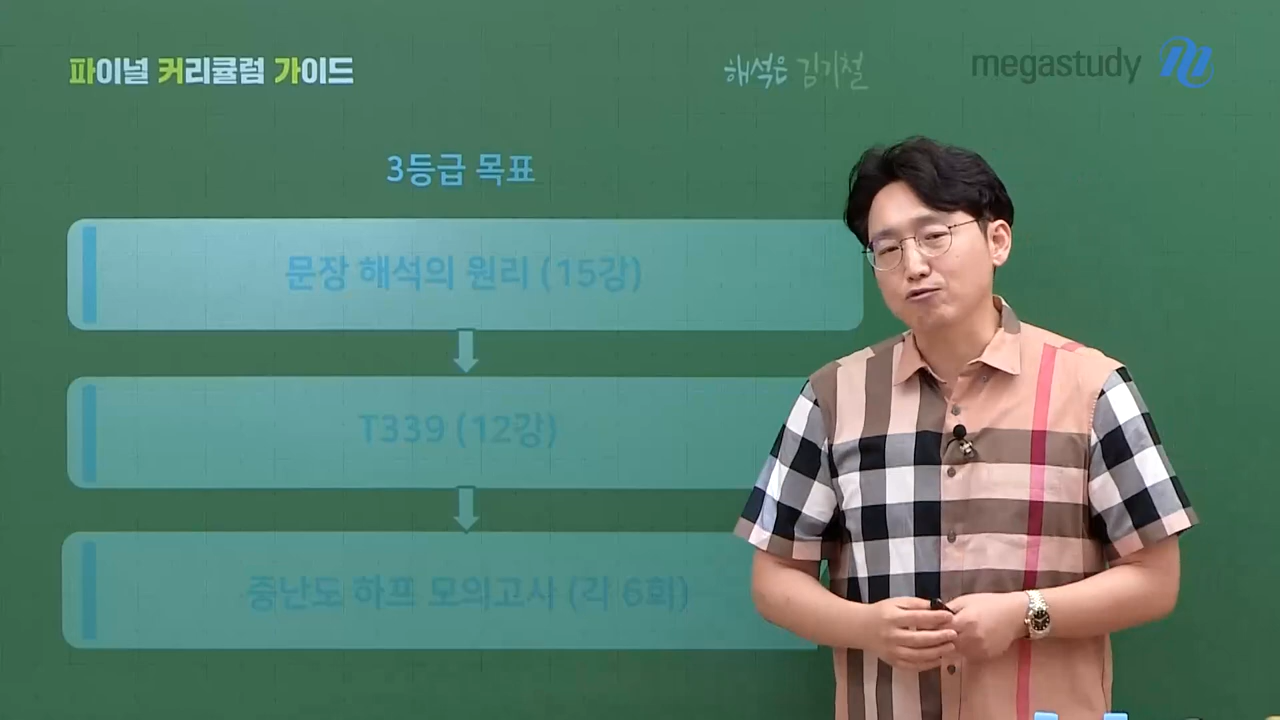 파이널 커리큘럼 가이드
해석은 김기철
megastudy
3등급 목표
문장 해석의 원리 (15강)
T339 (12강)
중난도 하프 모의고사 (각 6회)